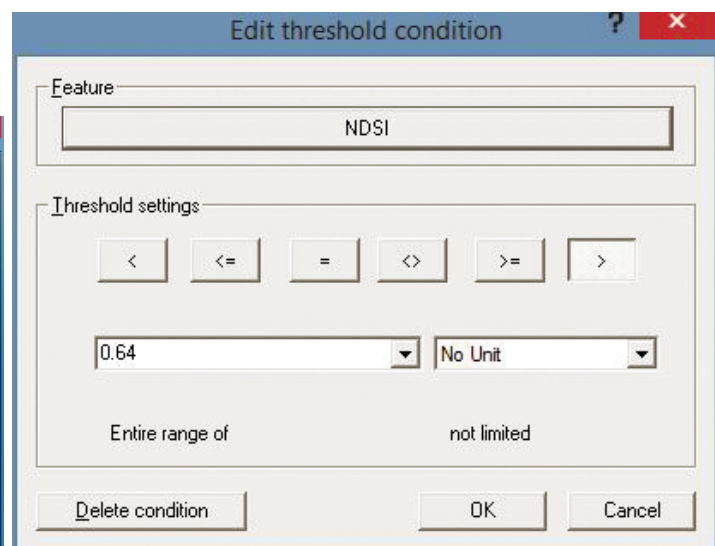 Edit threshold condition ? ×
Feature
NDSI
Threshold settings
< <= = <> >= >
0.64 No Unit
Entire range of not limited
Delete condition OK Cancel